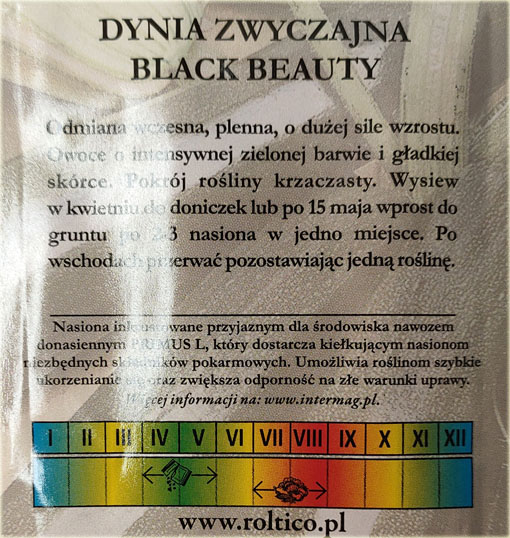 DYNIA ZWYCZAJNA
BLACK BEAUTY
Odmiana wczesna, plenna, o dużej sile wzrostu.
Owoce o intensywnej zielonej barwie i gładkiej
skórce. Pokrój rośliny krzaczasty. Wysiew
w kwietniu do doniczek lub po 15 maja wprost do
gruntu po 2-3 nasiona w jedno miejsce. Po
wschodach przerwać pozostawiając jedną roślinę.
Nasiona inkrustowane przyjaznym dla środowiska nawozem
donasiennym PRIMUS L, który dostarcza kiełkującym nasionom
niezbędnych składników pokarmowych. Umożliwia roślinom szybkie
ukorzenianie się oraz zwiększa odporność na złe warunki uprawy.
Więcej informacji na: www.intermag.pl.
I II III IV V VI VII VIII IX X XI XII
www.roltico.pl